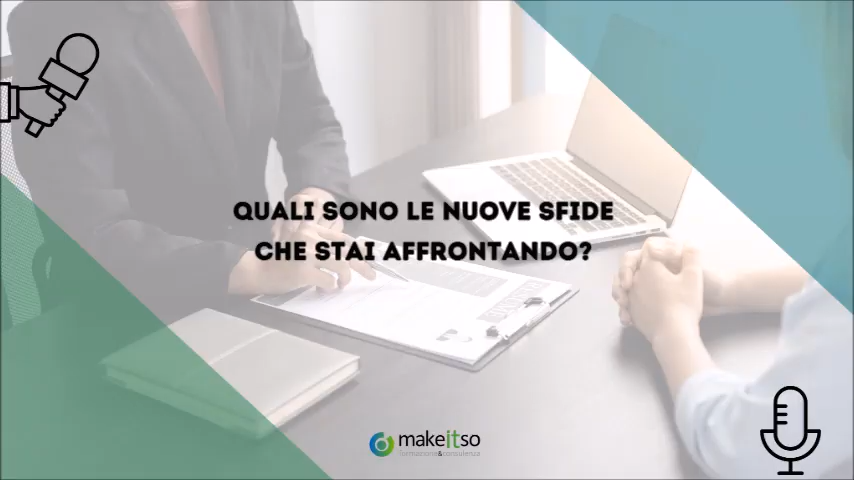 QUALI SONO LE NUOVE SFIDE
CHE STAI AFFRONTANDO?
makeitso
formazione&consulenza